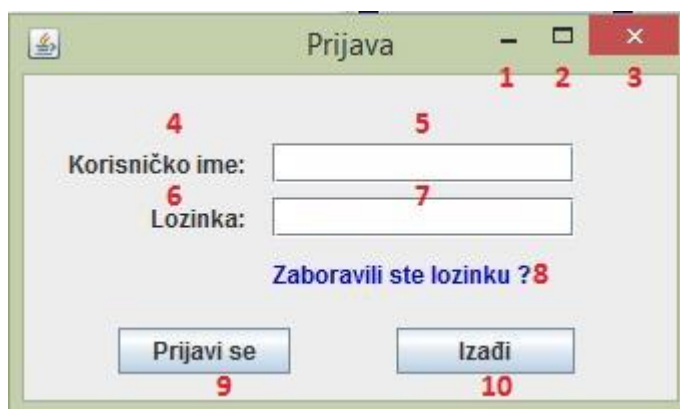 Prijava
1 2 3
4 5
Korisničko ime:
6 7
Lozinka:
Zaboravili ste lozinku ? 8
Prijavi se Izađi
9 10